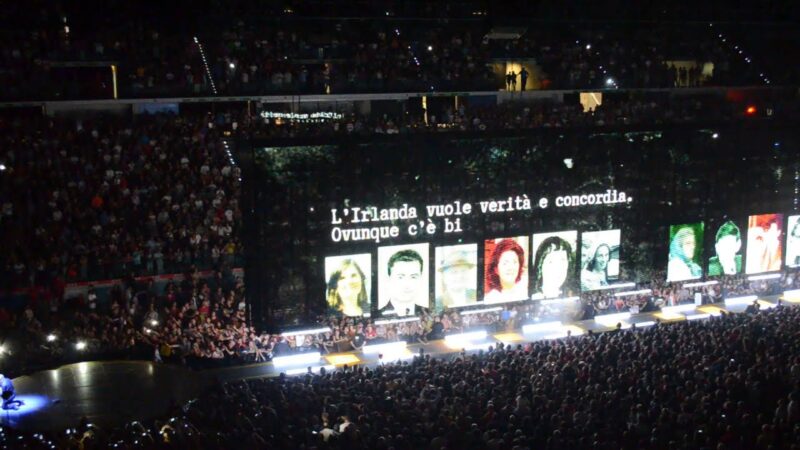 L'Irlanda vuole verità e concordia.
Ovunque c'è bi